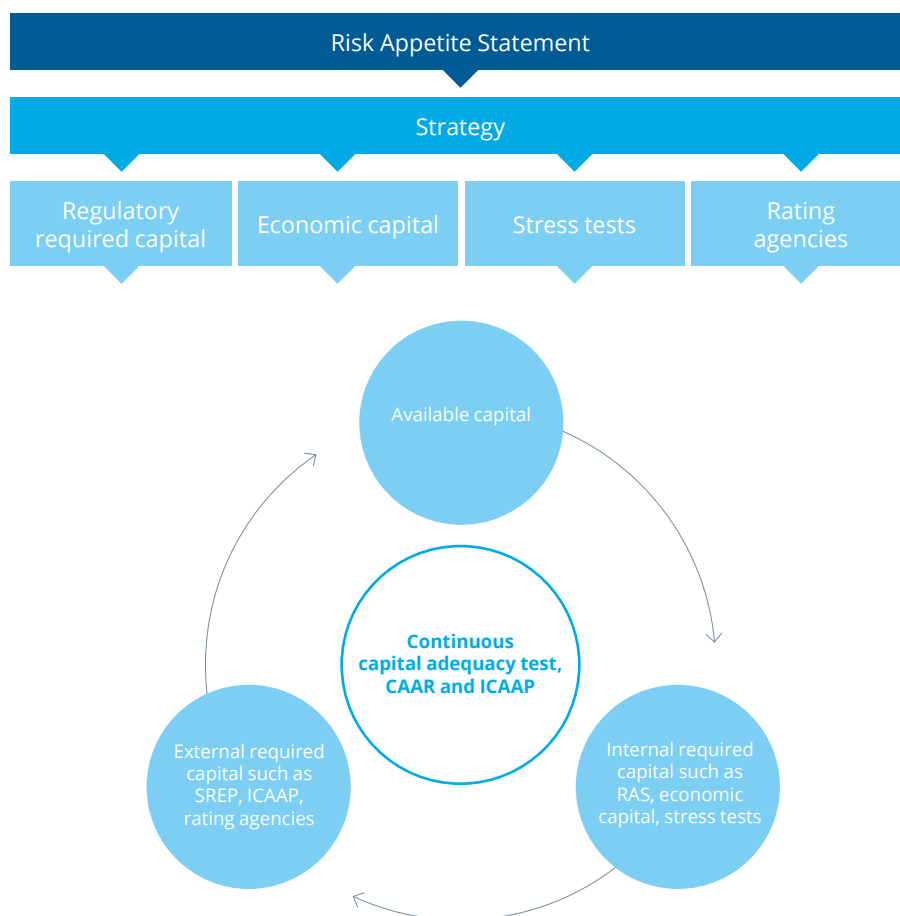 Risk Appetite Statement
Strategy
Regulatory
required capital
Economic capital
Stress tests
Rating
agencies
Available capital
Continuous
capital adequacy test,
CAAR and ICAAP
External required
capital such as
SREP, ICAAP,
rating agencies
Internal required
capital such as
RAS, economic
capital, stress tests